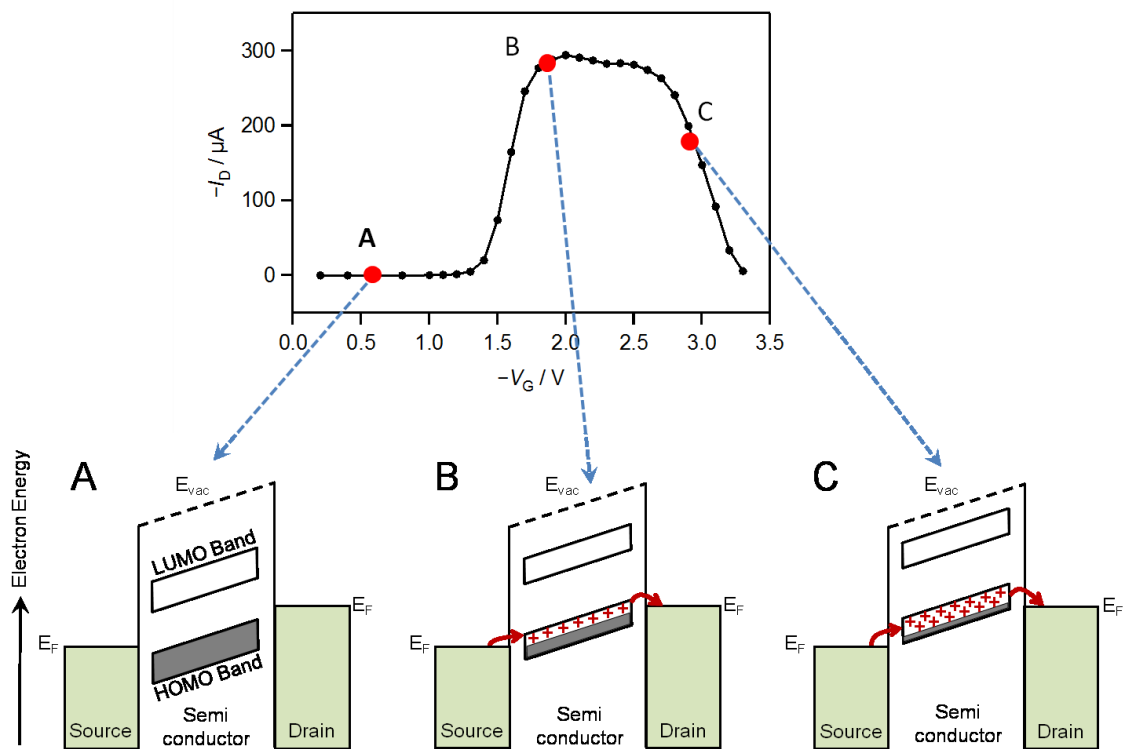 B
300
C
200
−I_D / µA
100
A
0
0.0 0.5 1.0 1.5 2.0 2.5 3.0 3.5
−V_G / V
A
B
C
Electron Energy
E_vac
E_vac
E_vac
LUMO Band
HOMO Band
E_F
E_F
E_F
E_F
E_F
E_F
Source
Semi
conductor
Drain
Source
Semi
conductor
Drain
Source
Semi
conductor
Drain